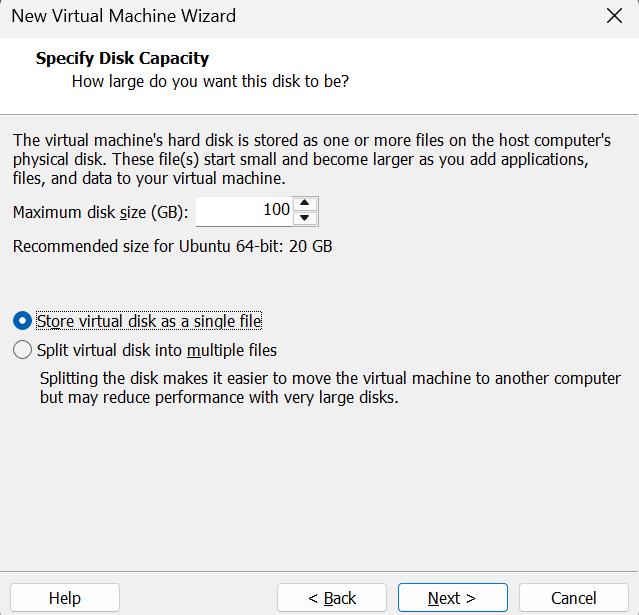 New Virtual Machine Wizard
Specify Disk Capacity
How large do you want this disk to be?
The virtual machine's hard disk is stored as one or more files on the host computer's
physical disk. These file(s) start small and become larger as you add applications,
files, and data to your virtual machine.
Maximum disk size (GB): 100
Recommended size for Ubuntu 64-bit: 20 GB
Store virtual disk as a single file
Split virtual disk into multiple files
Splitting the disk makes it easier to move the virtual machine to another computer
but may reduce performance with very large disks.
Help < Back Next > Cancel